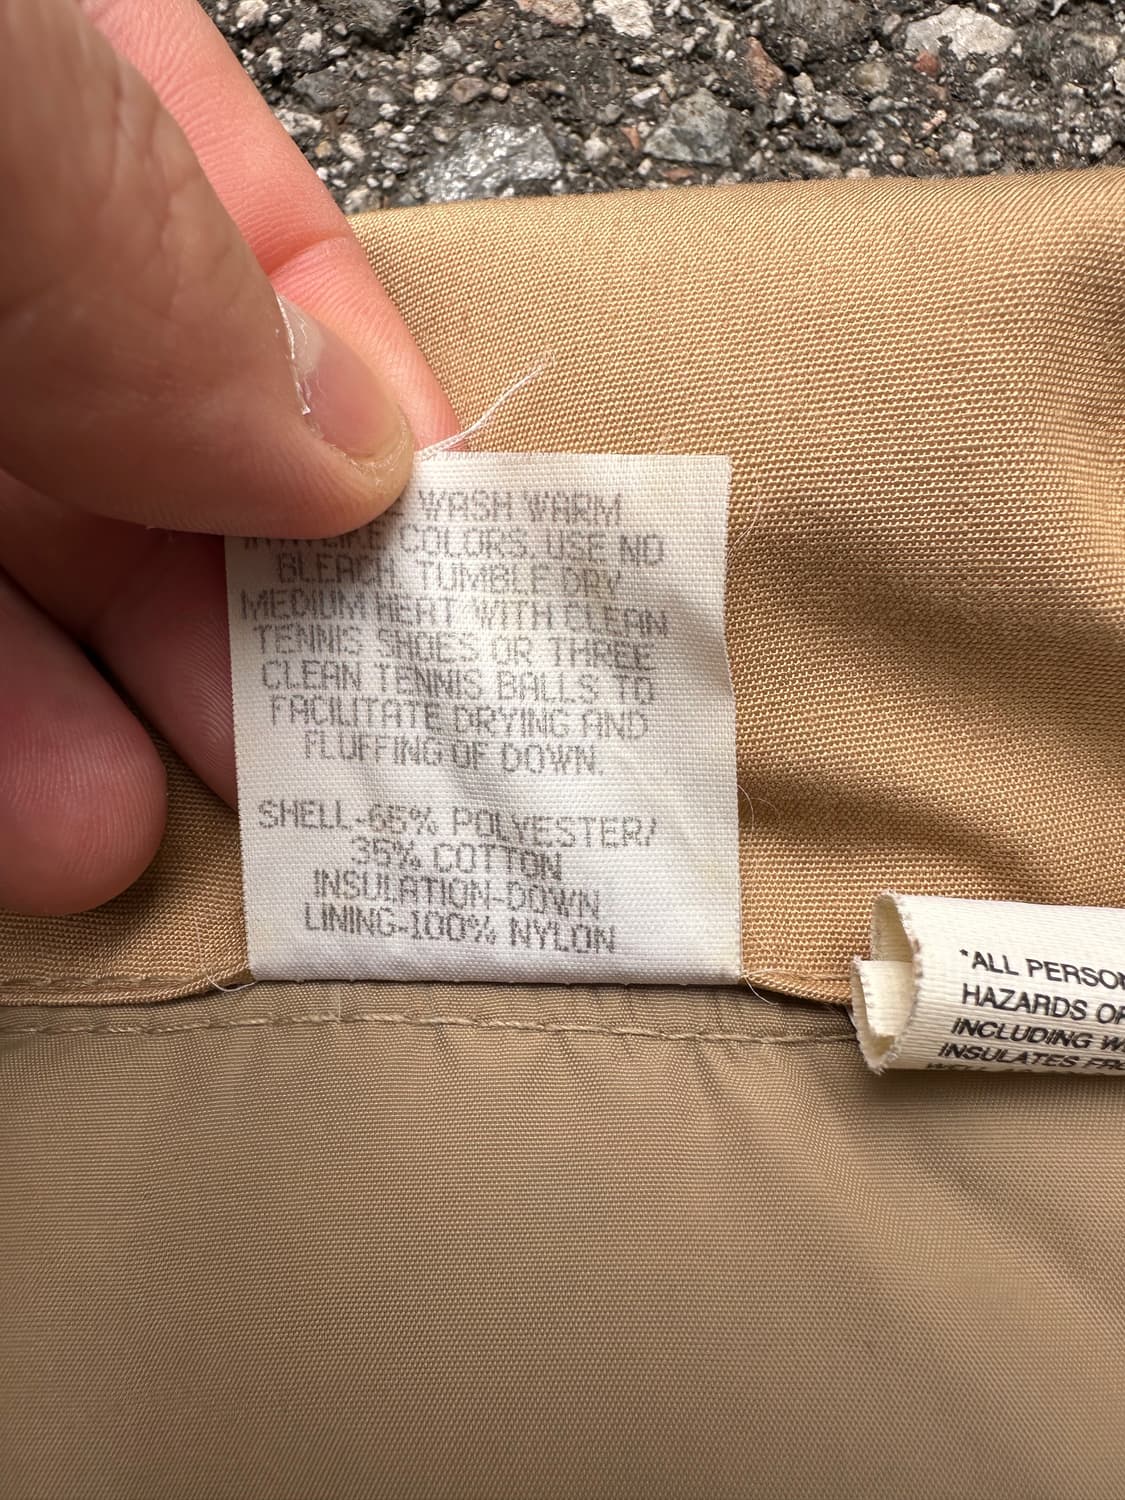 WASH WARM
COLORS. USE NO
BLEACH. TUMBLE DRY
MEDIUM HEAT WITH CLEAN
TENNIS SHOES OR THREE
CLEAN TENNIS BALLS TO
FACILITATE DRYING AND
FLUFFING OF DOWN.
SHELL-65% POLYESTER/
35% COTTON
INSULATION-DOWN
LINING-100% NYLON
*ALL PERSO
HAZARDS O
INCLUDING
INSULATES